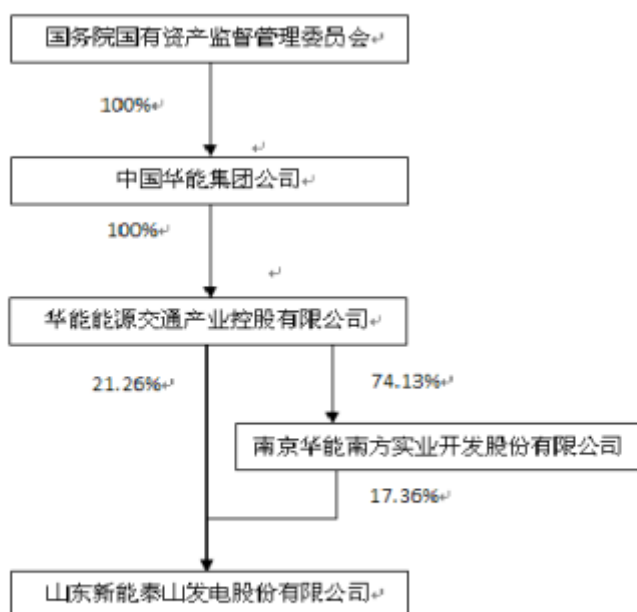 国务院国有资产监督管理委员会
100%
中国华能集团公司
100%
华能能源交通产业控股有限公司
21.26%
74.13%
南京华能南方实业开发股份有限公司
17.36%
山东新能泰山发电股份有限公司